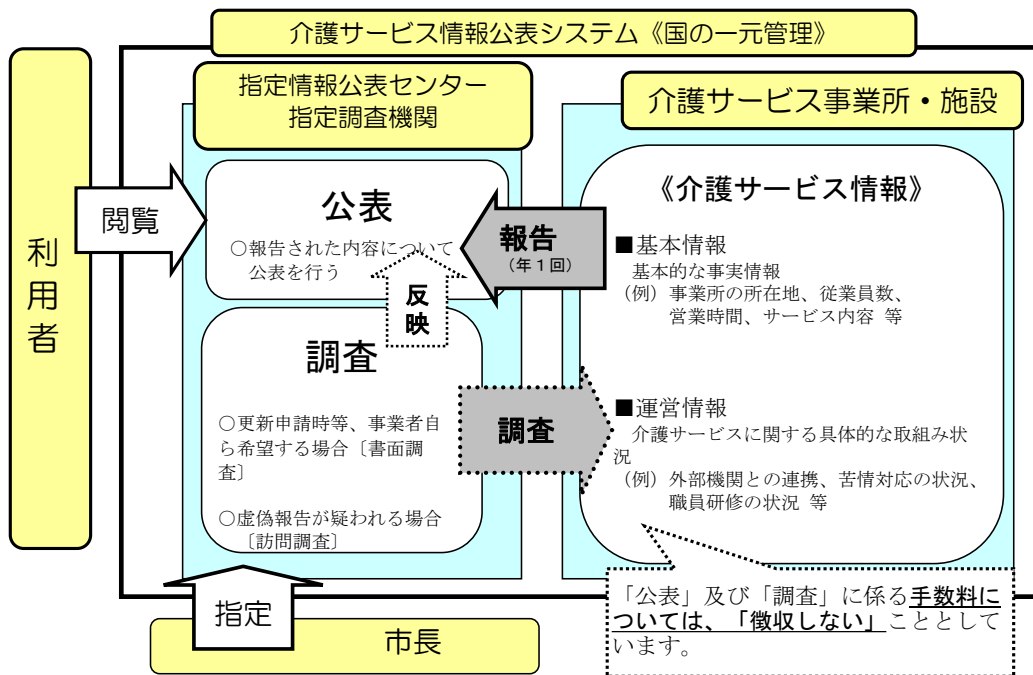 介護サービス情報公表システム《国の一元管理》
利用者
閲覧
指定情報公表センター
指定調査機関
公表
○報告された内容について
公表を行う
反映
調査
○更新申請時等、事業者自
ら希望する場合〔書面調
査〕
○虚偽報告が疑われる場合
〔訪問調査〕
報告
（年１回）
調査
介護サービス事業所・施設
《介護サービス情報》
■基本情報
基本的な事実情報
（例）事業所の所在地、従業員数、
営業時間、サービス内容 等
■運営情報
介護サービスに関する具体的な取組み状
況
（例）外部機関との連携、苦情対応の状況、
職員研修の状況 等
「公表」及び「調査」に係る手数料に
ついては、「徴収しない」こととして
います。
指定
市長